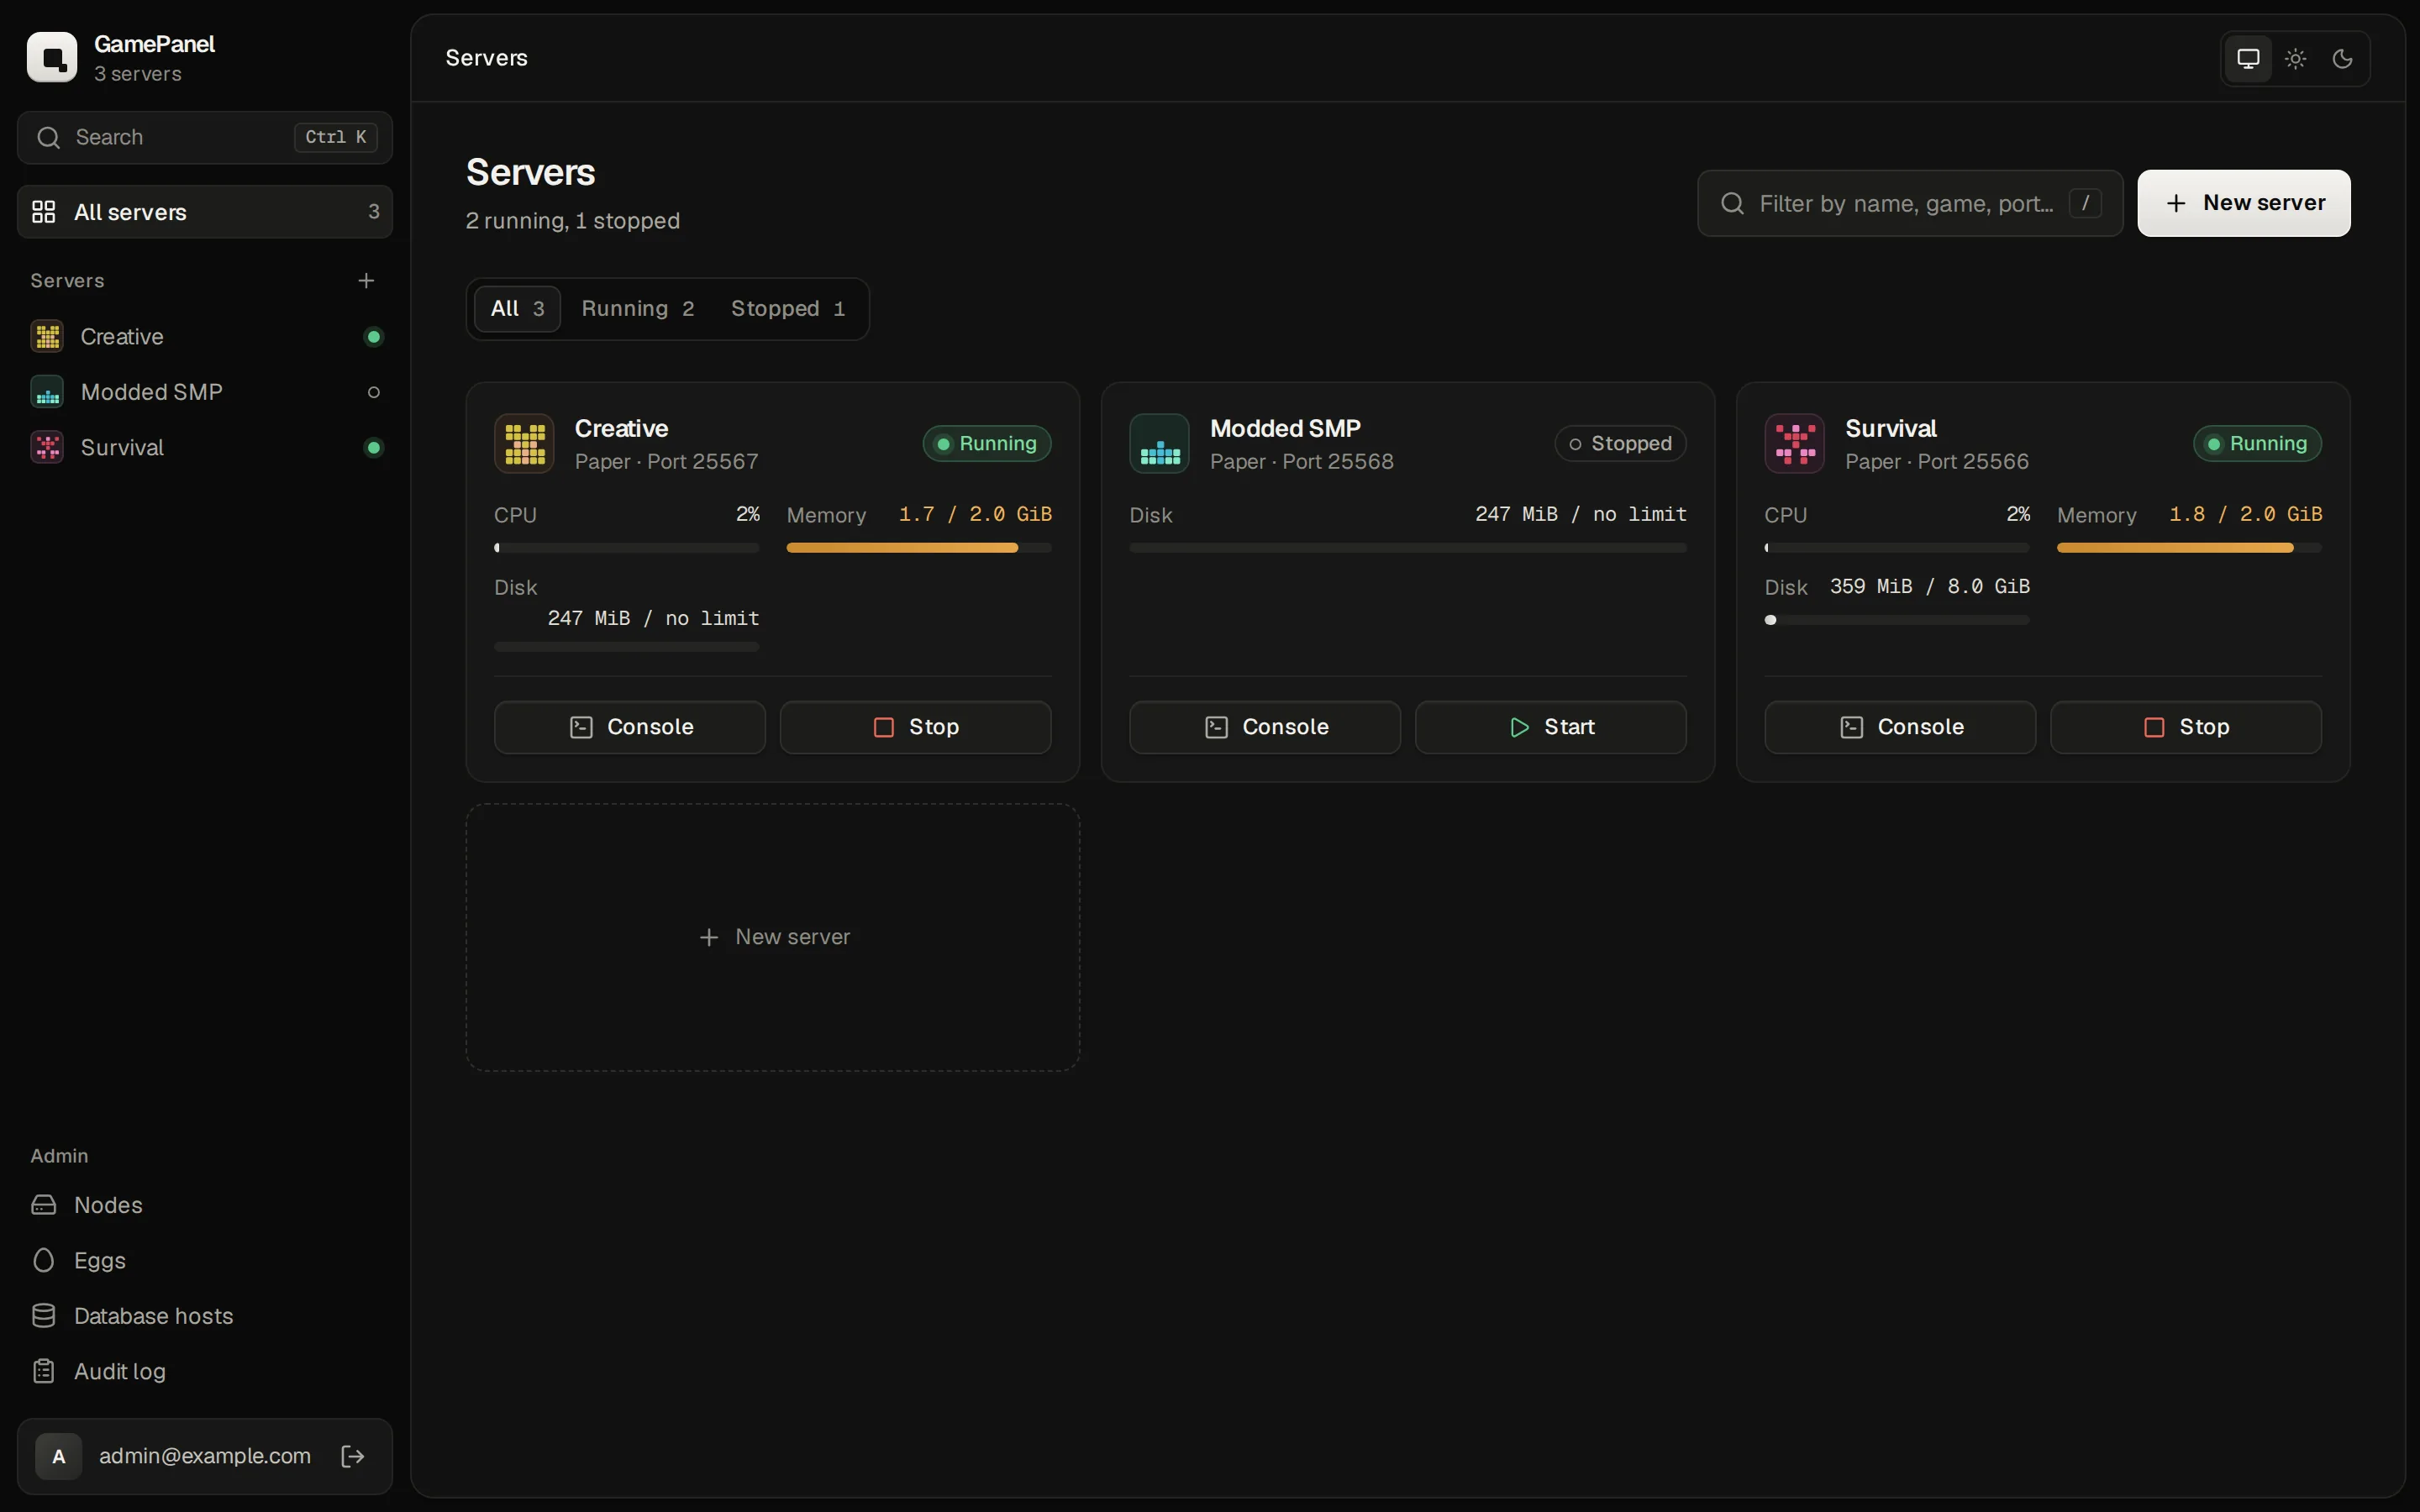 GamePanel
3 servers
Search Ctrl K
All servers 3
Servers
Creative
Modded SMP
Survival
Admin
Nodes
Eggs
Database hosts
Audit log
A admin@example.com
Servers
Servers
2 running, 1 stopped
Filter by name, game, port... /
New server
All 3 Running 2 Stopped 1
Creative
Paper · Port 25567
Running
CPU 2% Memory 1.7 / 2.0 GiB
Disk
247 MiB / no limit
Console Stop
Modded SMP
Paper · Port 25568
Stopped
Disk 247 MiB / no limit
Console Start
Survival
Paper · Port 25566
Running
CPU 2% Memory 1.8 / 2.0 GiB
Disk 359 MiB / 8.0 GiB
Console Stop
New server